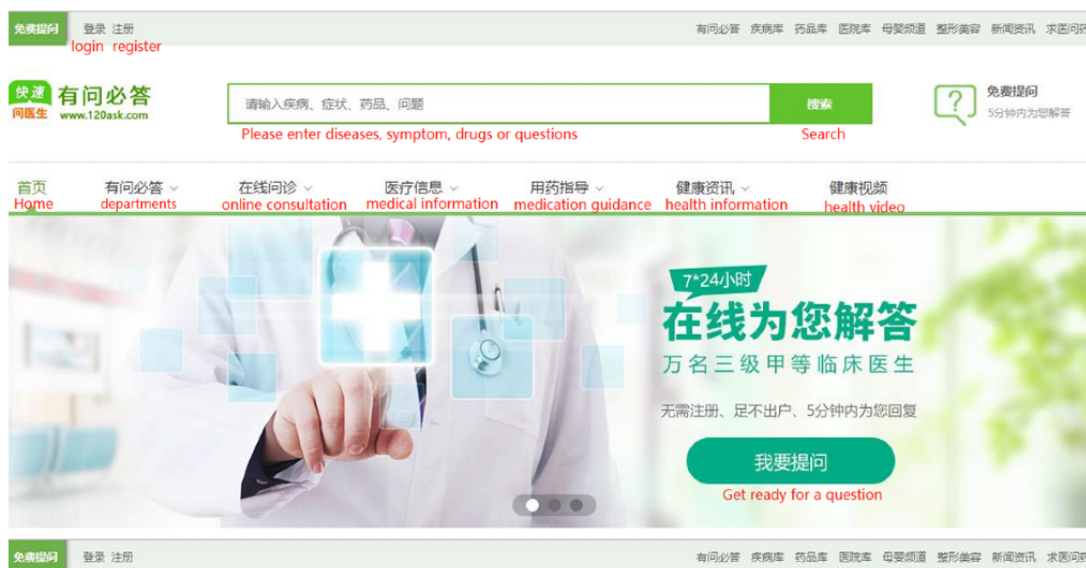 免费提问 登录 注册 有问必答 疾病库 药品库 医院库 母婴频道 整形美容 新闻资讯 求医问药
login register
快速 问医生 有问必答 www.120ask.com
请输入疾病、症状、药品、问题 搜索
免费提问
5分钟内为您解答
Please enter diseases, symptom, drugs or questions Search
首页 有问必答 在线问诊 医疗信息 用药指导 健康资讯 健康视频
Home departments online consultation medical information medication guidance health information health video
7*24小时
在线为您解答
万名三级甲等临床医生
无需注册、足不出户、5分钟内为您回复
我要提问
Get ready for a question
免费提问 登录 注册 有问必答 疾病库 药品库 医院库 母婴频道 整形美容 新闻资讯 求医问药